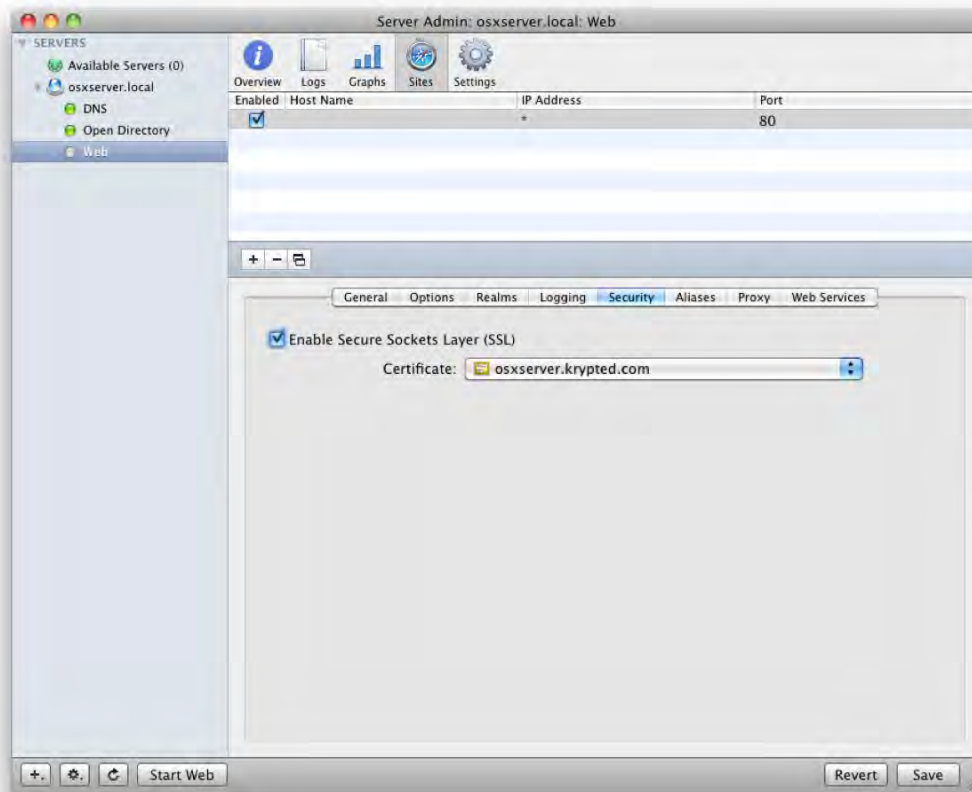 Server Admin: osxserver.local: Web
SERVERS
Available Servers (0)
osxserver.local
DNS
Open Directory
Web
Overview Logs Graphs Sites Settings
Enabled Host Name IP Address Port
* 80
+ -
General Options Realms Logging Security Aliases Proxy Web Services
Enable Secure Sockets Layer (SSL)
Certificate: osxserver.krypted.com
+. Start Web Revert Save